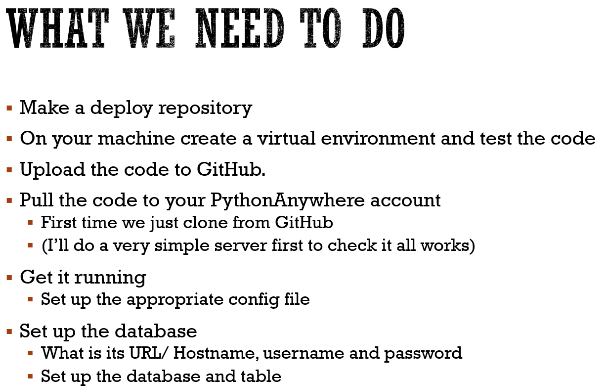 WHAT WE NEED TO DO
Make a deploy repository
On your machine create a virtual environment and test the code
Upload the code to GitHub.
Pull the code to your PythonAnywhere account
First time we just clone from GitHub
(I'll do a very simple server first to check it all works)
Get it running
Set up the appropriate config file
Set up the database
What is its URL/ Hostname, username and password
Set up the database and table